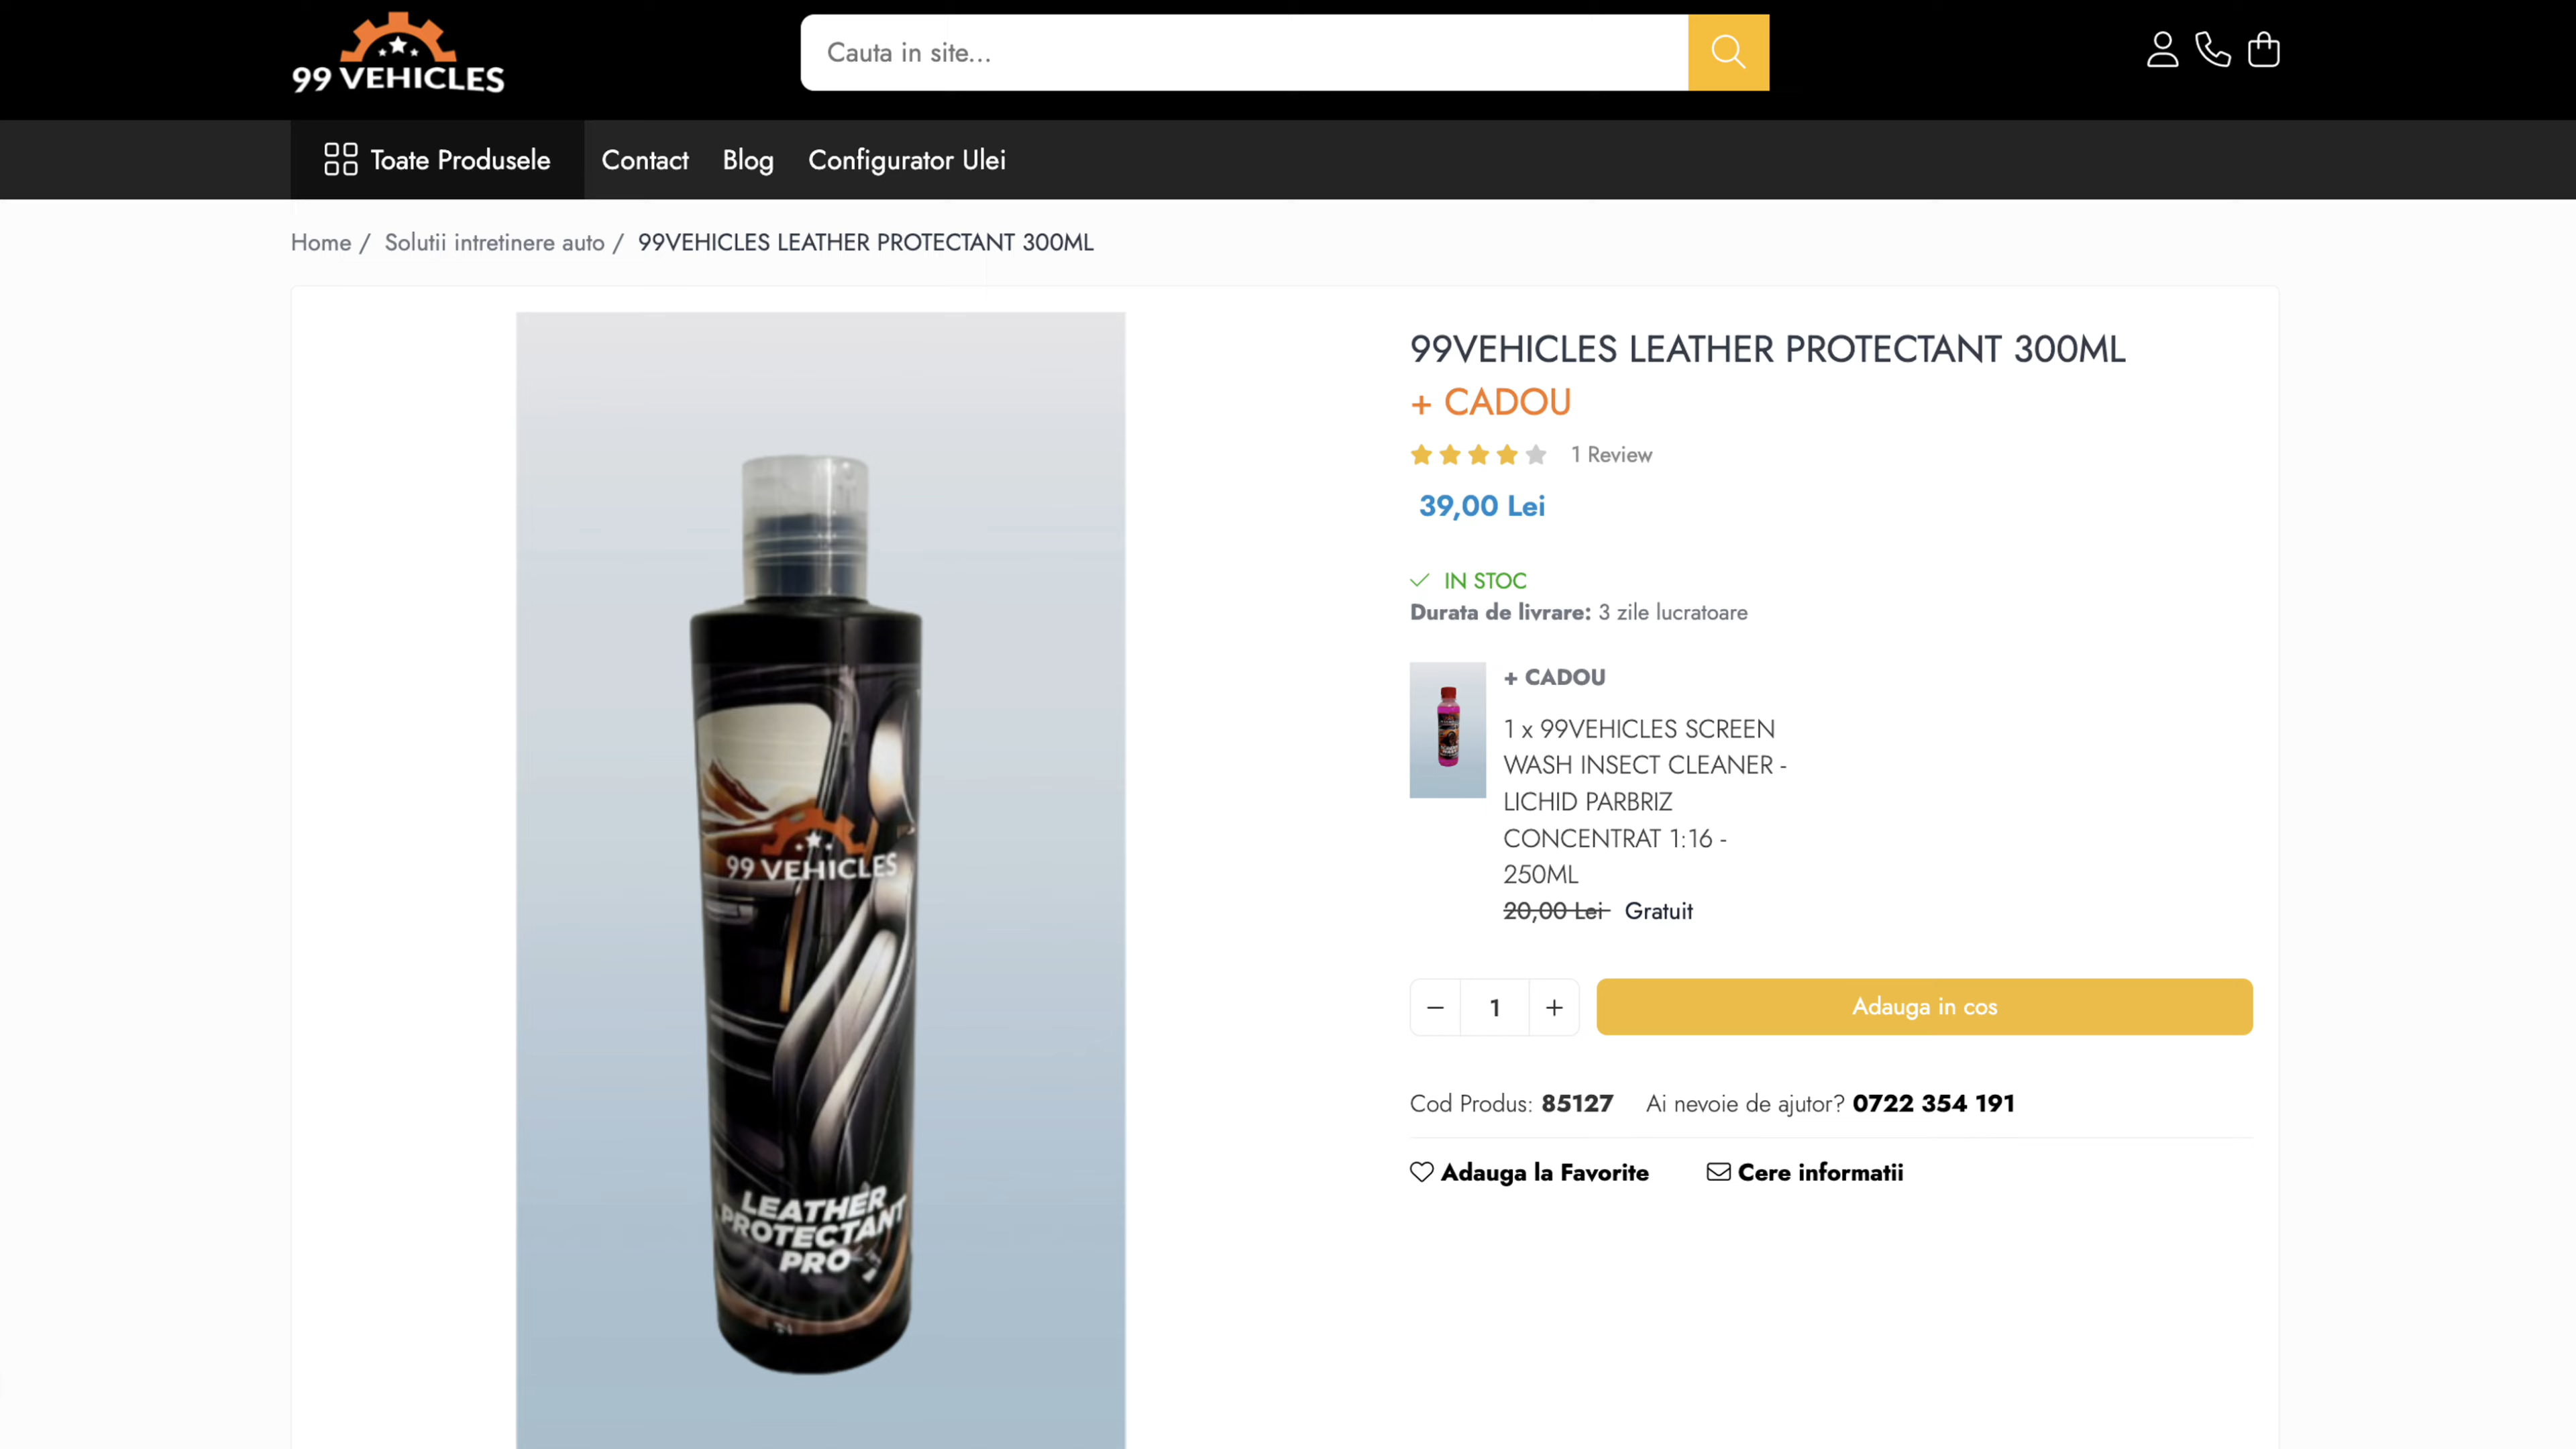 99 VEHICLES
Cauta in site...
Toate Produsele
Contact
Blog
Configurator Ulei
Home / Solutii intretinere auto / 99VEHICLES LEATHER PROTECTANT 300ML
99 VEHICLES
LEATHER
PROTECTANT
PRO
99VEHICLES LEATHER PROTECTANT 300ML
+ CADOU
1 Review
39,00 Lei
IN STOC
Durata de livrare: 3 zile lucratoare
+ CADOU
1 x 99VEHICLES SCREEN
WASH INSECT CLEANER -
LICHID PARBRIZ
CONCENTRAT 1:16 -
250ML
20,00 Lei Gratuit
1
Adauga in cos
Cod Produs: 85127 Ai nevoie de ajutor? 0722 354 191
Adauga la Favorite
Cere informatii